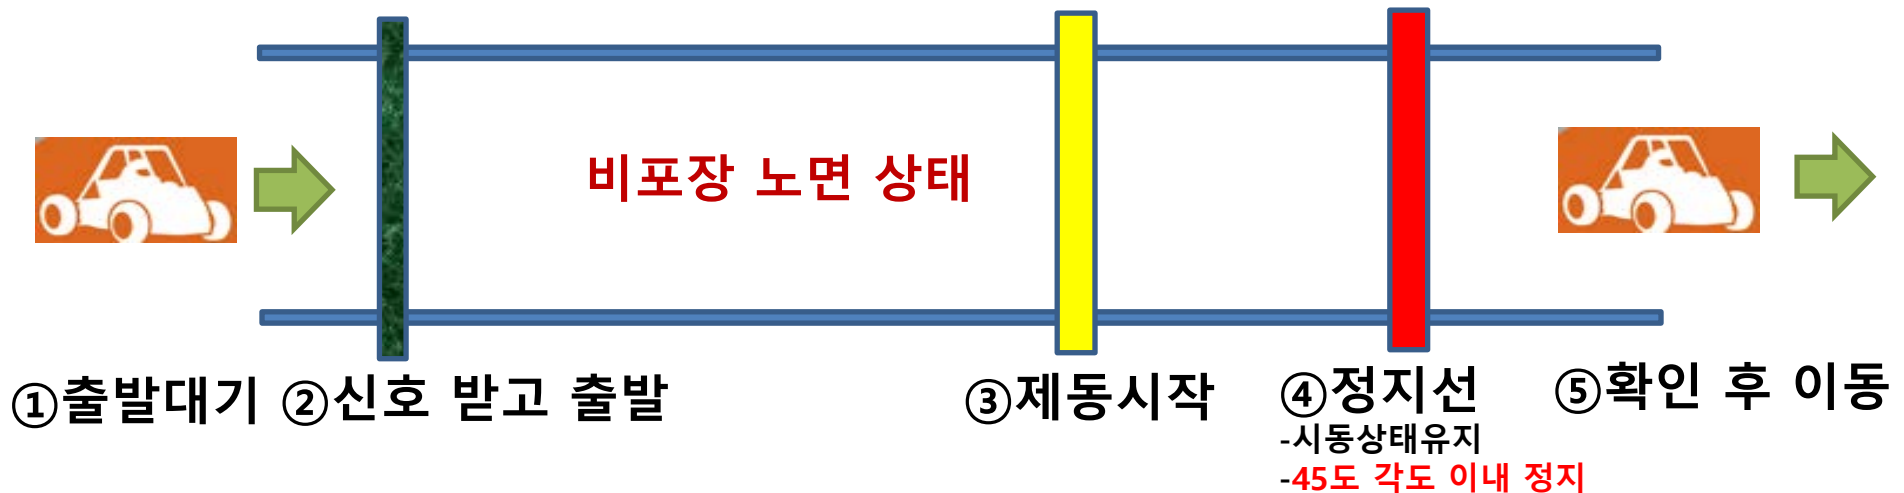 비포장 노면 상태
①출발대기 ②신호 받고 출발
③제동시작
④정지선
-시동상태유지
-45도 각도 이내 정지
⑤확인 후 이동